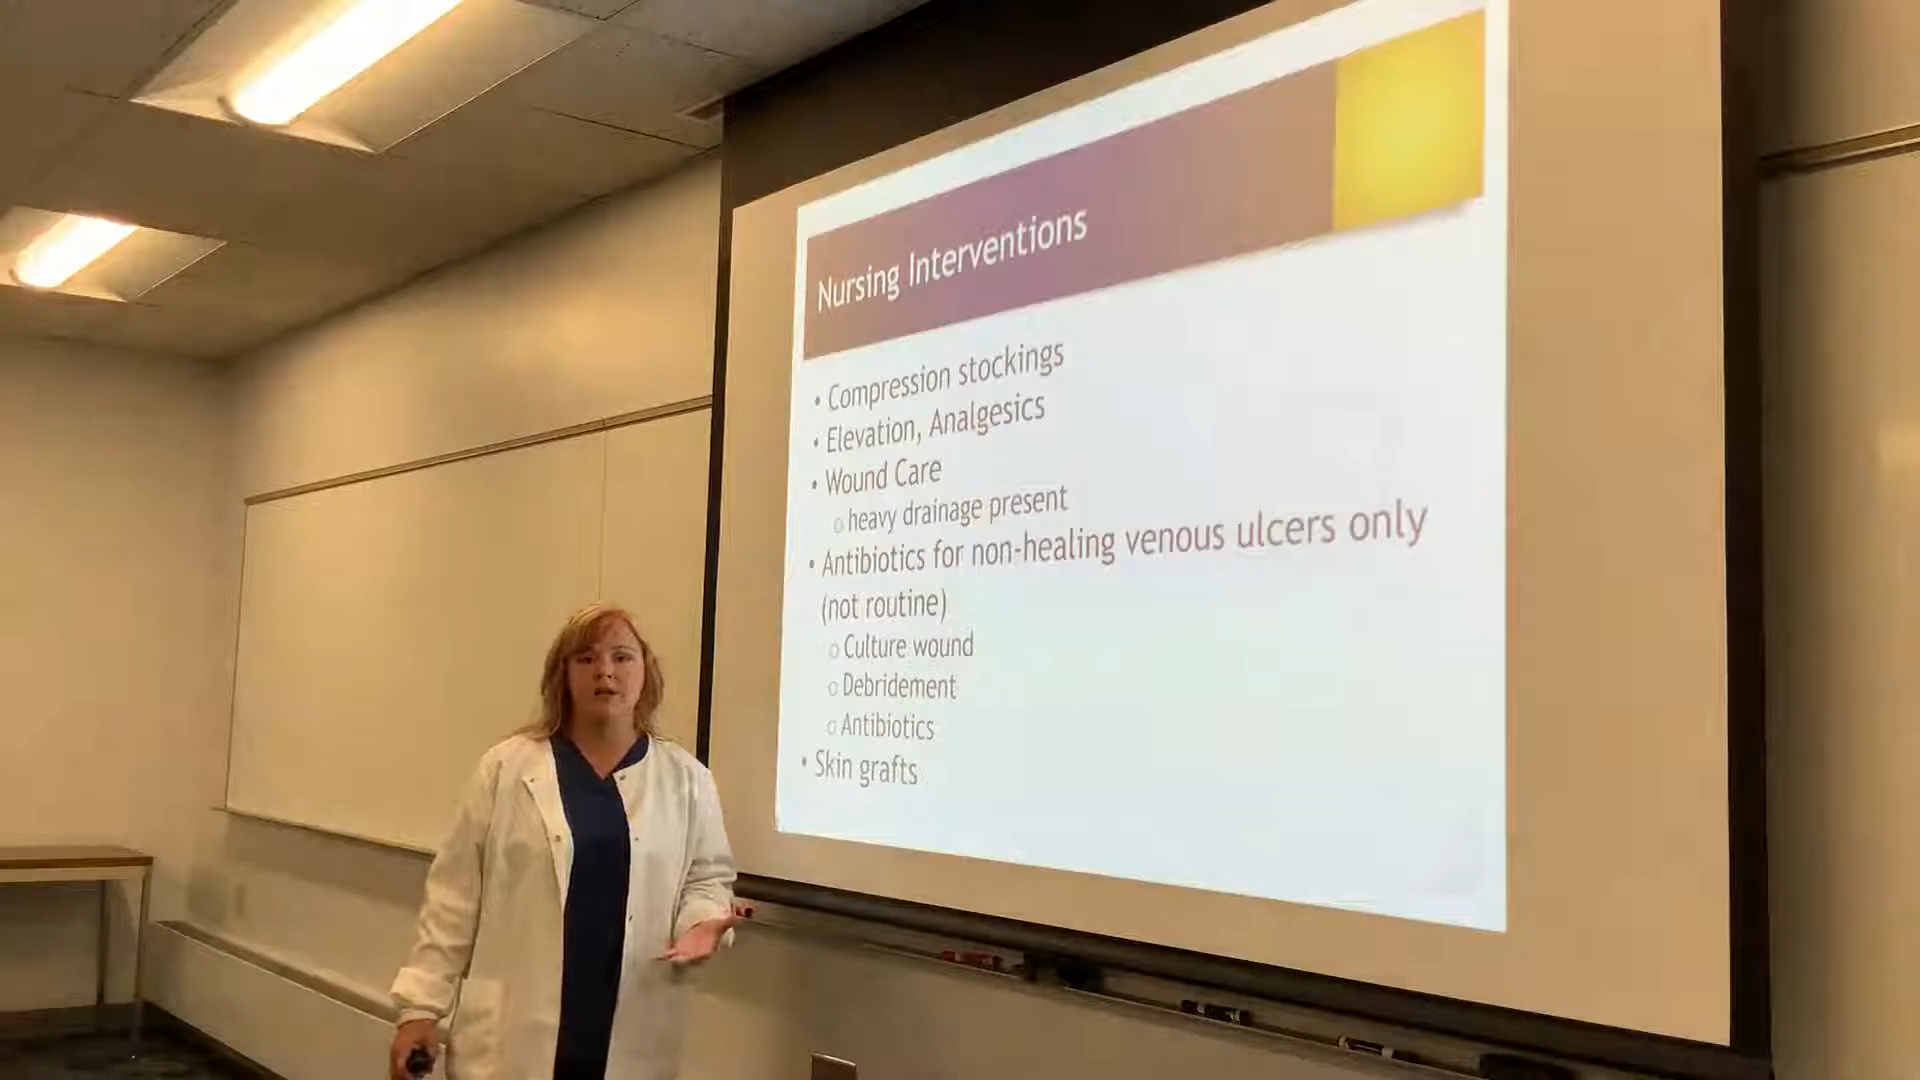 Nursing Interventions
• Compression stockings
• Elevation, Analgesics
• Wound Care
o heavy drainage present
• Antibiotics for non-healing venous ulcers only
(not routine)
o Culture wound
o Debridement
o Antibiotics
• Skin grafts